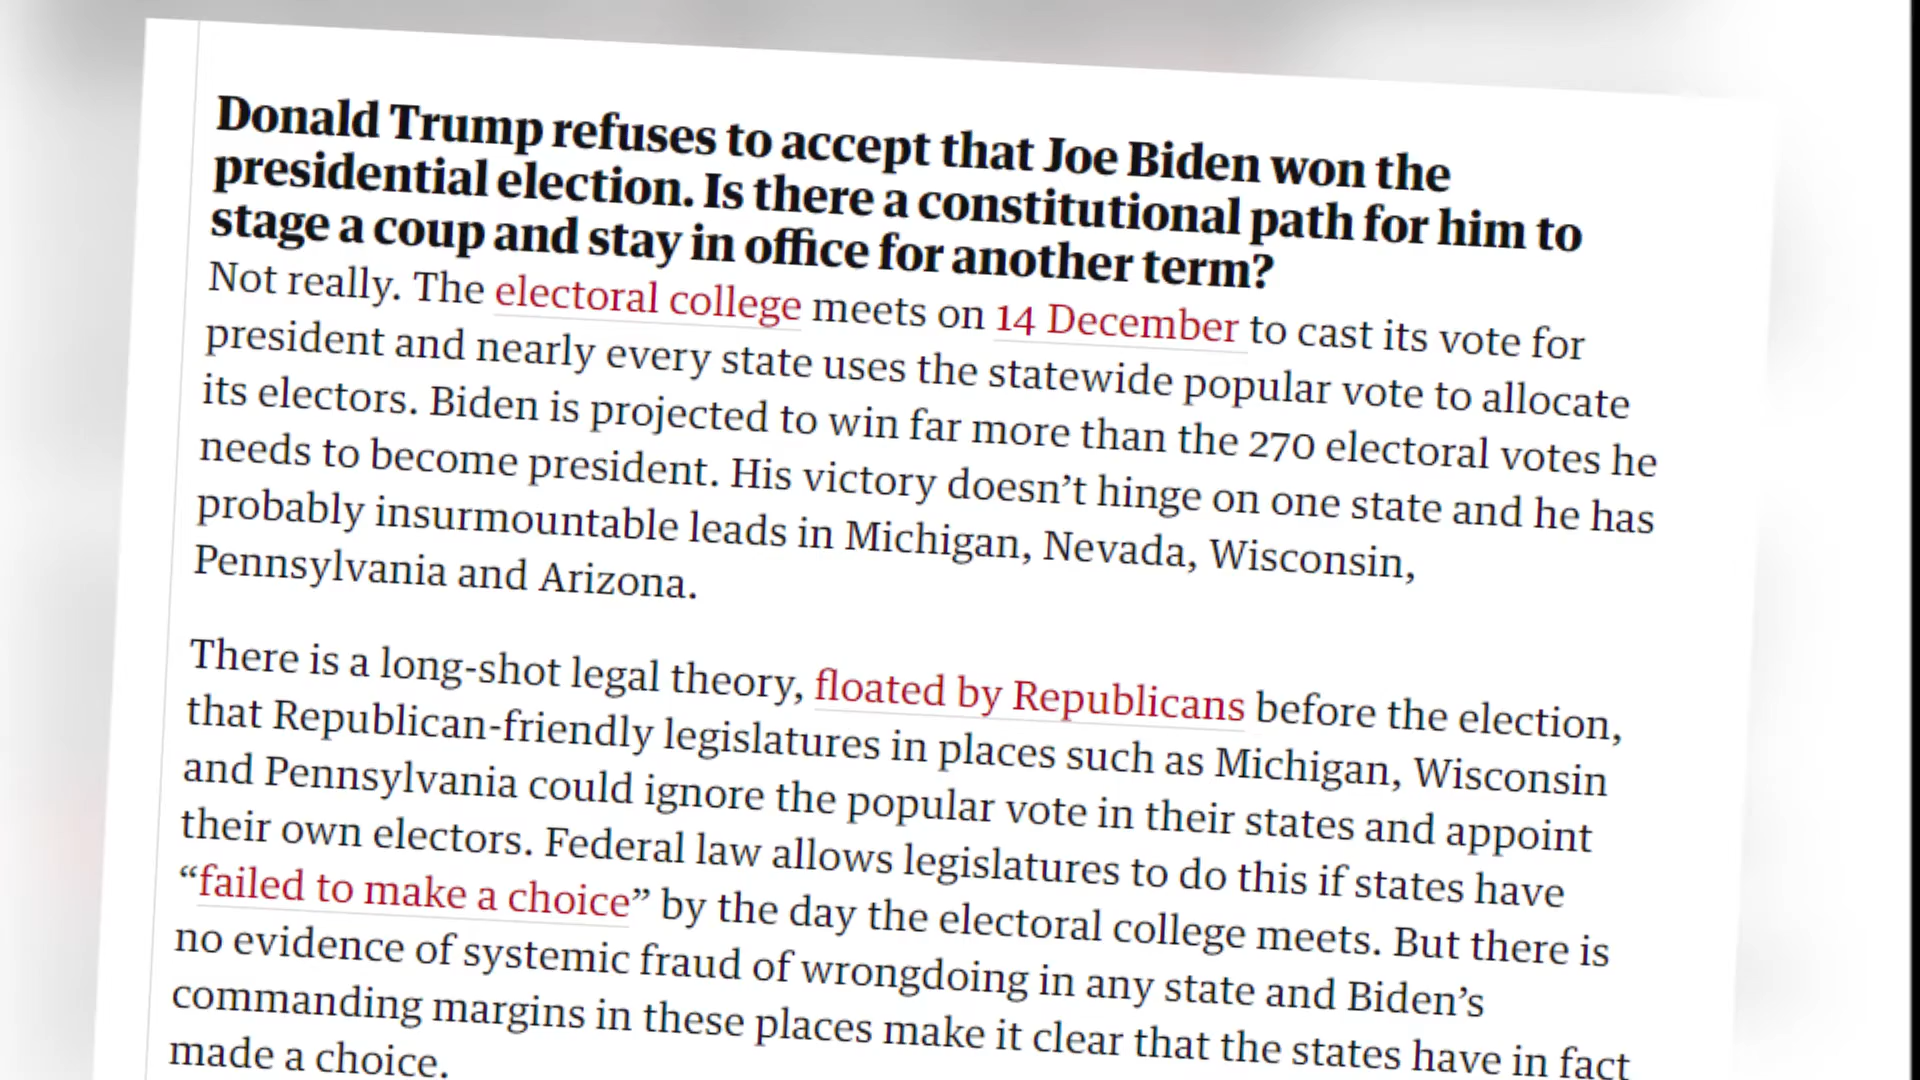 Donald Trump refuses to accept that Joe Biden won the
presidential election. Is there a constitutional path for him to
stage a coup and stay in office for another term?
Not really. The electoral college meets on 14 December to cast its vote for
president and nearly every state uses the statewide popular vote to allocate
its electors. Biden is projected to win far more than the 270 electoral votes he
needs to become president. His victory doesn’t hinge on one state and he has
probably insurmountable leads in Michigan, Nevada, Wisconsin,
Pennsylvania and Arizona.
There is a long-shot legal theory, floated by Republicans before the election,
that Republican-friendly legislatures in places such as Michigan, Wisconsin
and Pennsylvania could ignore the popular vote in their states and appoint
their own electors. Federal law allows legislatures to do this if states have
“failed to make a choice” by the day the electoral college meets. But there is
no evidence of systemic fraud of wrongdoing in any state and Biden’s
commanding margins in these places make it clear that the states have in fact
made a choice.